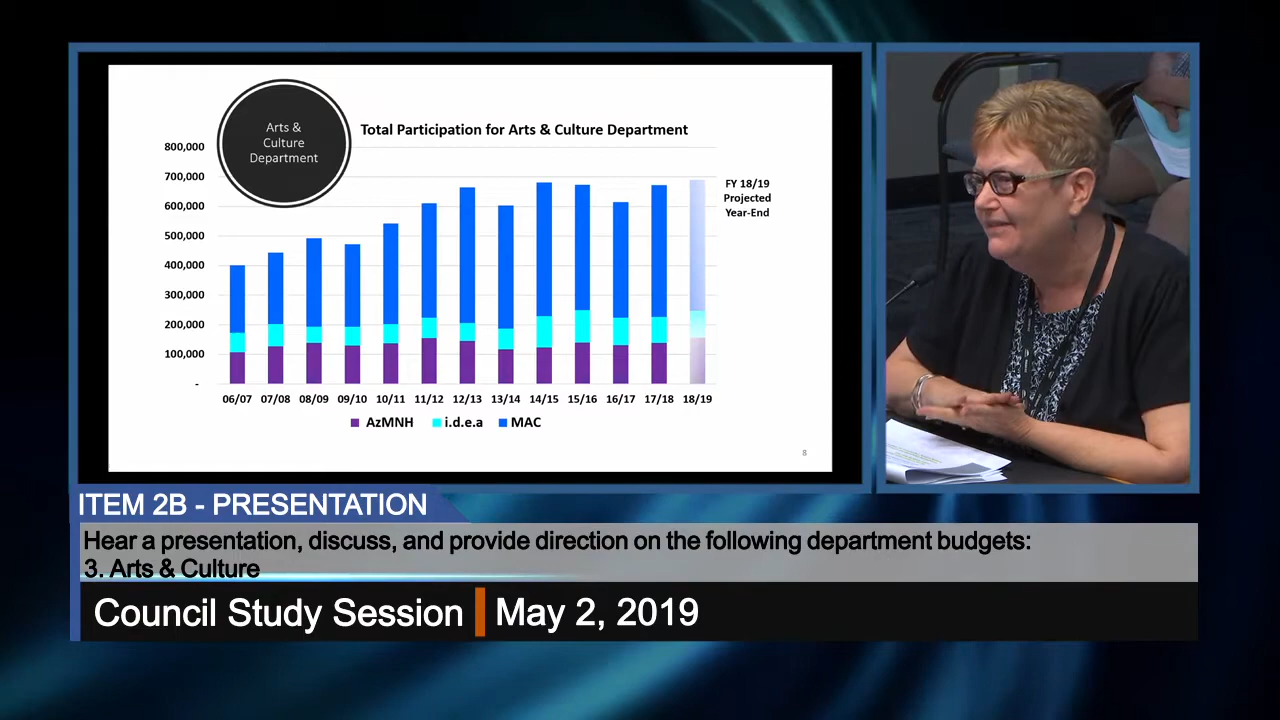 Arts &
Culture
Department
Total Participation for Arts & Culture Department
800,000
700,000
600,000
500,000
400,000
300,000
200,000
100,000
-
06/07 07/08 08/09 09/10 10/11 11/12 12/13 13/14 14/15 15/16 16/17 17/18 18/19
FY 18/19
Projected
Year-End
AzMNH i.d.e.a MAC
8
ITEM 2B - PRESENTATION
Hear a presentation, discuss, and provide direction on the following department budgets:
3. Arts & Culture
Council Study Session May 2, 2019